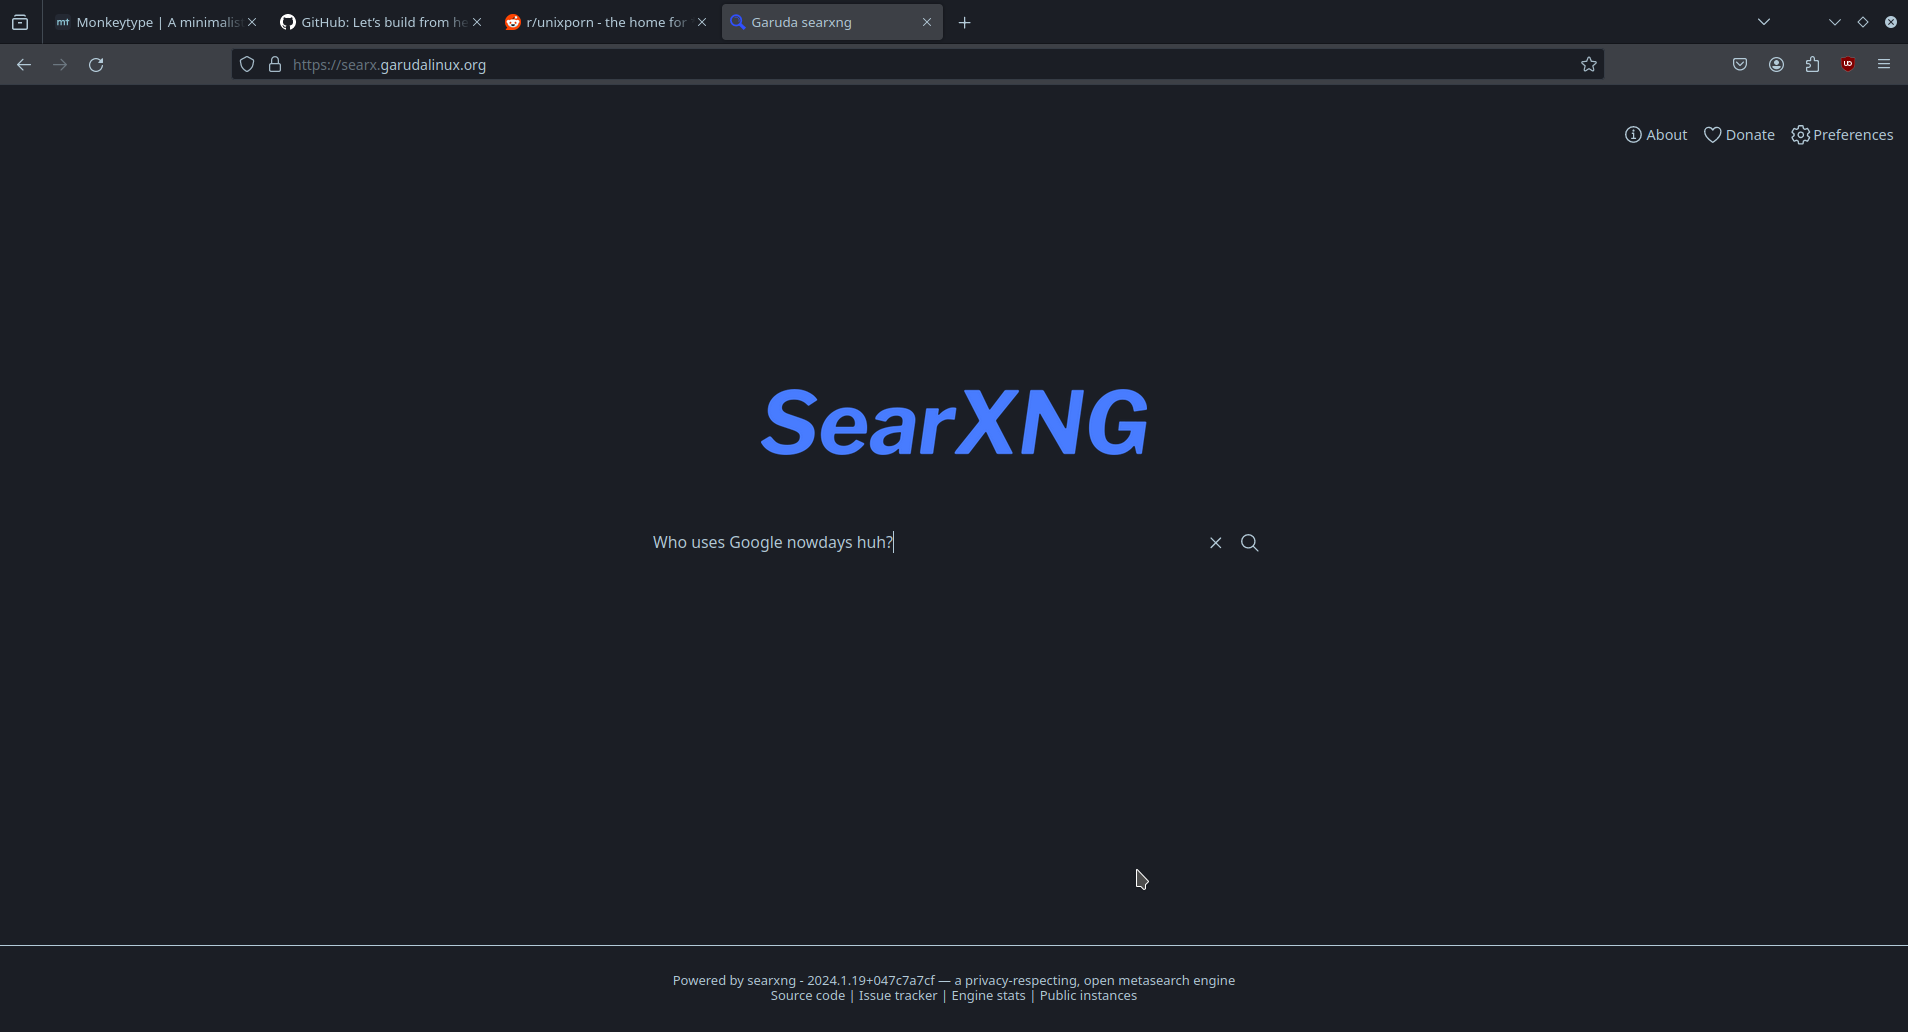 mt Monkeytype | A minimalist
GitHub: Let's build from he
r/unixporn - the home for
Garuda searxng
https://searx.garudalinux.org
UO
About Donate Preferences
SearXNG
Who uses Google nowdays huh?
Powered by searxng - 2024.1.19+047c7a7cf — a privacy-respecting, open metasearch engine
Source code | Issue tracker | Engine stats | Public instances